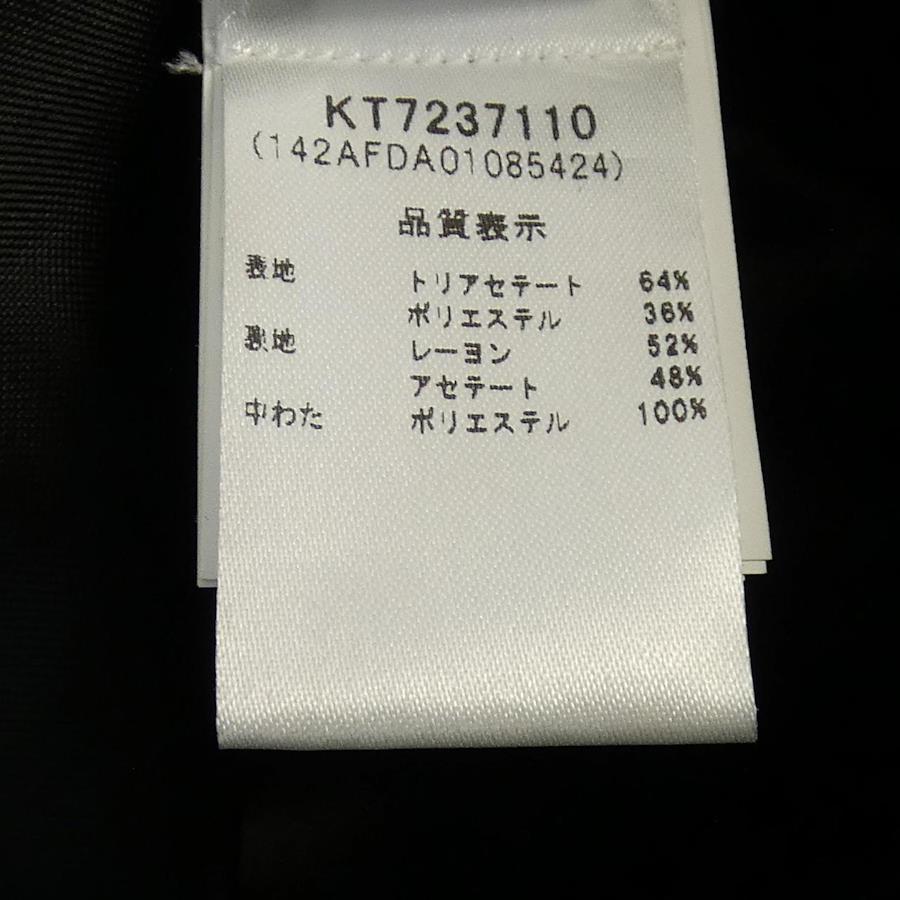 KT7237110
(142AFDA01085424)
品質表示
表地 トリアセテート 64%
ポリエステル 36%
裏地 レーヨン 52%
アセテート 48%
中わた ポリエステル 100%